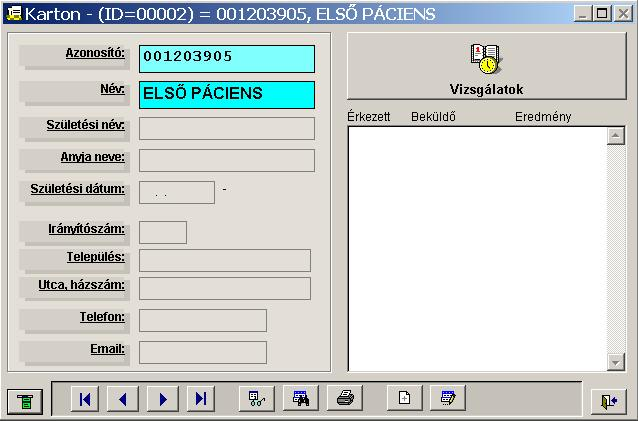 Karton - (ID=00002) = 001203905, ELSŐ PÁCIENS
Azonosító: 001203905
Név: ELSŐ PÁCIENS
Születési név:
Anyja neve:
Születési dátum: . . -
Irányítószám:
Település:
Utca, házszám:
Telefon:
Email:
Vizsgálatok
Érkezett Beküldő Eredmény